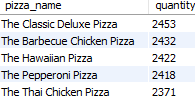 pizza_name quantity
The Classic Deluxe Pizza 2453
The Barbecue Chicken Pizza 2432
The Hawaiian Pizza 2422
The Pepperoni Pizza 2418
The Thai Chicken Pizza 2371